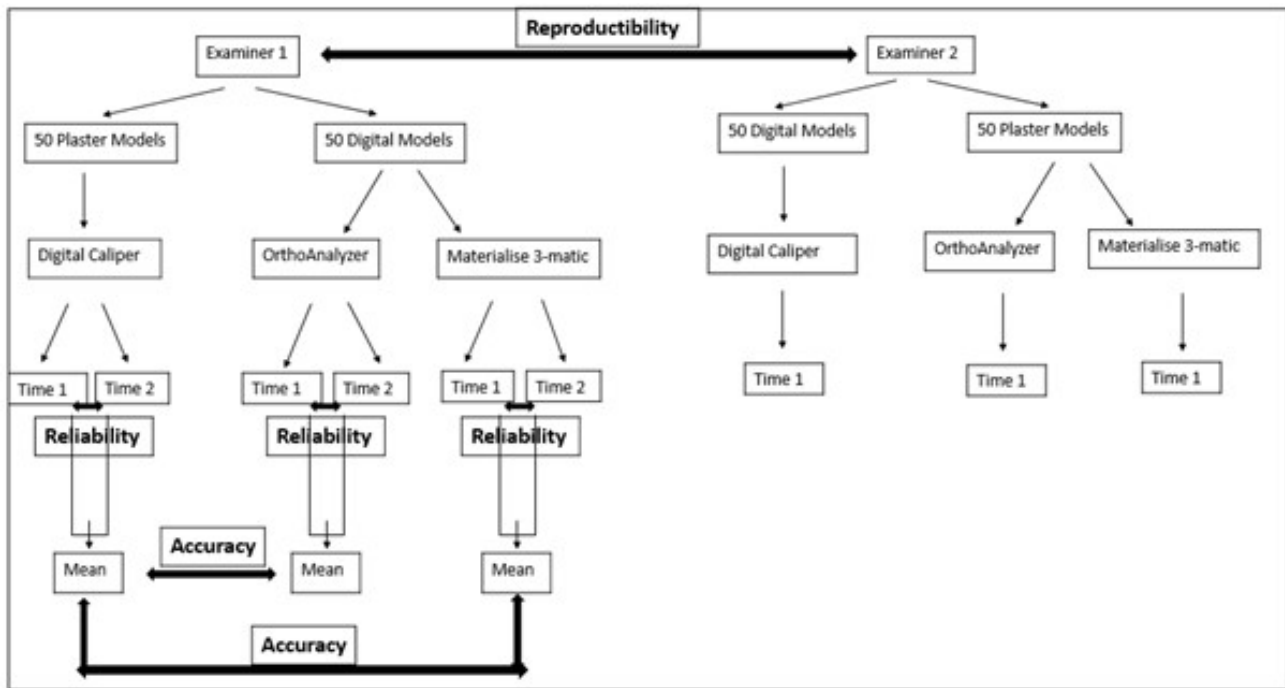 Reproductibility
Examiner 1
Examiner 2
50 Plaster Models
50 Digital Models
50 Digital Models
50 Plaster Models
Digital Caliper
OrthoAnalyzer
Materialise 3-matic
Digital Caliper
OrthoAnalyzer
Materialise 3-matic
Time 1
Time 2
Time 1
Time 2
Time 1
Time 2
Time 1
Time 1
Time 1
Reliability
Reliability
Reliability
Accuracy
Mean
Mean
Mean
Accuracy